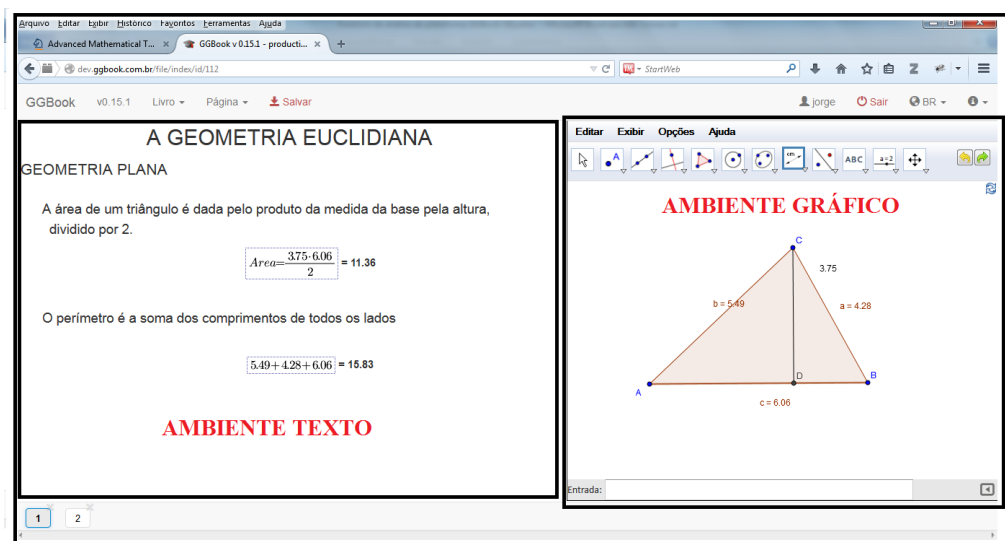 Arquivo Editar Exibir Histórico Favoritos Ferramentas Ajuda
Advanced Mathematical T... × GGBook v 0.15.1 - producti... × +
dev.ggbook.com.br/file/index/id/112
StartWeb
GGBook v0.15.1 Livro Página Salvar jorge Sair BR
A GEOMETRIA EUCLIDIANA
GEOMETRIA PLANA
A área de um triângulo é dada pelo produto da medida da base pela altura,
dividido por 2.
Area=3.75·6.06/2 = 11.36
O perímetro é a soma dos comprimentos de todos os lados
5.49+4.28+6.06 = 15.83
AMBIENTE TEXTO
Editar Exibir Opções Ajuda
A cm ABC a=2
AMBIENTE GRÁFICO
C
3.75
b = 5.49
a = 4.28
A
D
B
c = 6.06
Entrada:
1 2